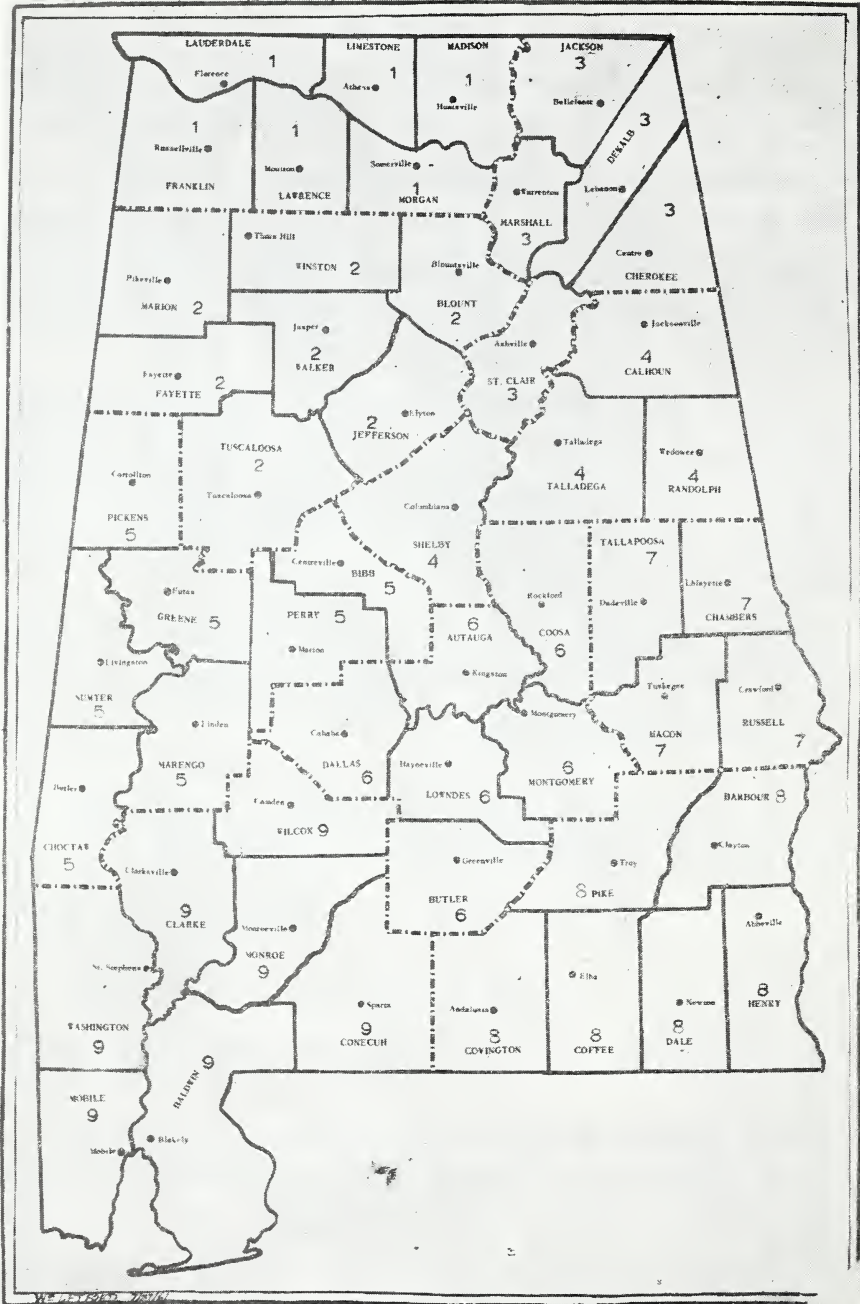 LAUDERDALE
1
Florence
LIMESTONE
1
Athens
MADISON
1
Huntsville
JACKSON
3
Bellefonte
1
Russellville
FRANKLIN
1
Moulton
LAWRENCE
Somerville
1
MORGAN
Warrenton
MARSHALL
3
DEKALB
3
Lebanon
3
Centre
CHEROKEE
Pikeville
MARION 2
Thorn Hill
WINSTON 2
Blountsville
BLOUNT
2
Jasper
2
WALKER
Ashville
ST. CLAIR
3
Jacksonville
4
CALHOUN
Fayette
FAYETTE 2
Elyton
2
JEFFERSON
TUSCALOOSA
2
Tuscaloosa
Talladega
4
TALLADEGA
Wedowee
4
RANDOLPH
Carrollton
PICKENS
5
Columbiana
SHELBY
4
Centreville
BIBB
5
TALLAPOOSA
7
Dadeville
Lafayette
7
CHAMBERS
Eutaw
GREENE 5
PERRY 5
Marion
6
AUTAUGA
Kingston
Rockford
COOSA
6
Livingston
SUMTER
5
Linden
MARENGO
5
Cahaba
DALLAS
6
Montgomery
6
MONTGOMERY
Tuskegee
MACON
7
Crawford
RUSSELL
7
Hayneville
LOWNDES 6
Butler
CHOCTAW
5
Camden
WILCOX 9
BARBOUR 8
Clayton
Clarksville
9
CLARKE
Greenville
BUTLER
6
Troy
8 PIKE
Monroeville
MONROE
9
Abbeville
8
HENRY
St. Stephens
WASHINGTON
9
Sparta
9
CONECUH
Andalusia
8
COVINGTON
Elba
8
COFFEE
Newton
8
DALE
MOBILE
9
Mobile
BALDWIN 9
Blakely
Wm LETFORD